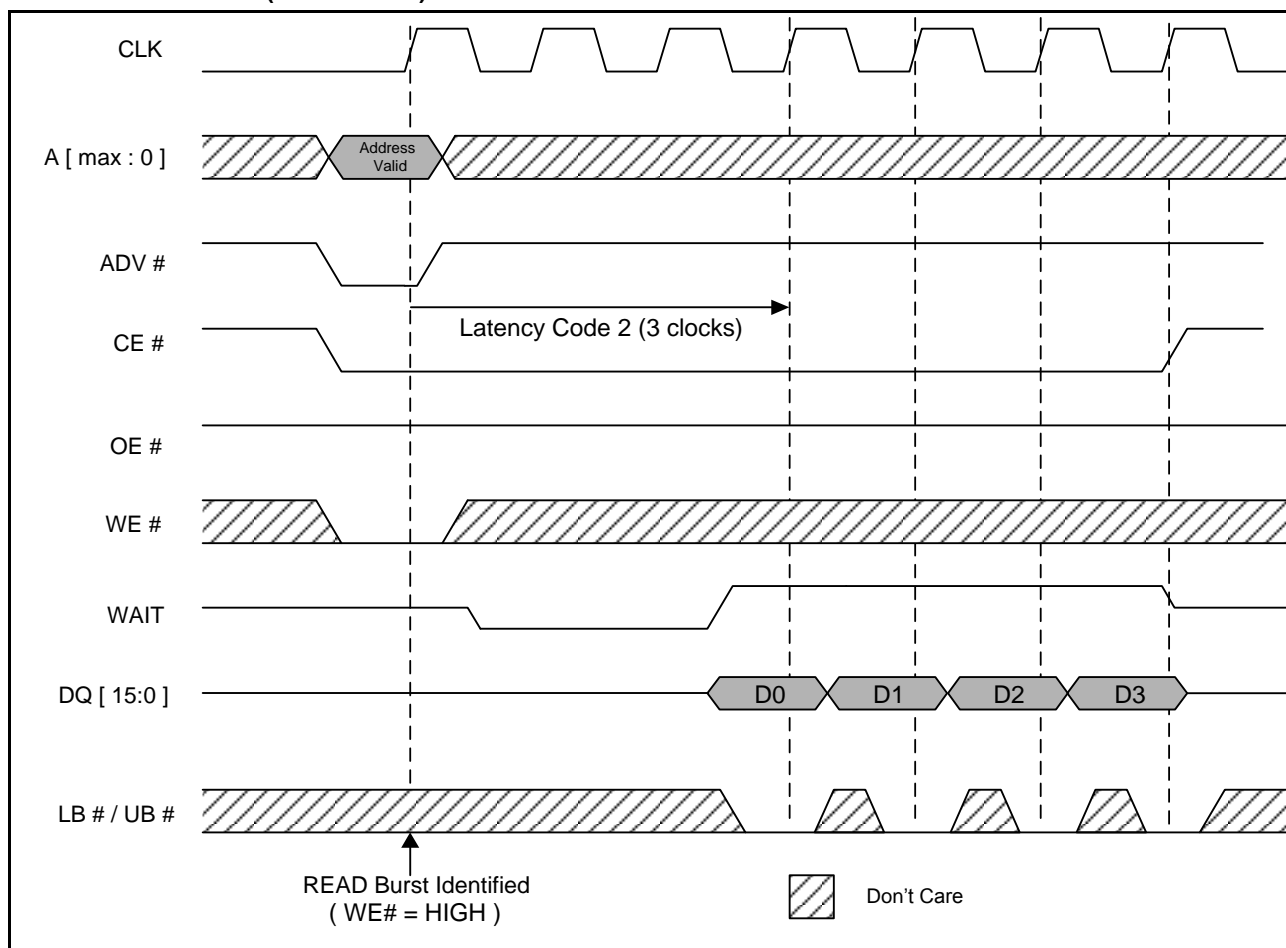 CLK
A [ max : 0 ]
Address
Valid
ADV #
Latency Code 2 (3 clocks)
CE #
OE #
WE #
WAIT
DQ [ 15:0 ]
D0
D1
D2
D3
LB # / UB #
READ Burst Identified
( WE# = HIGH )
Don't Care